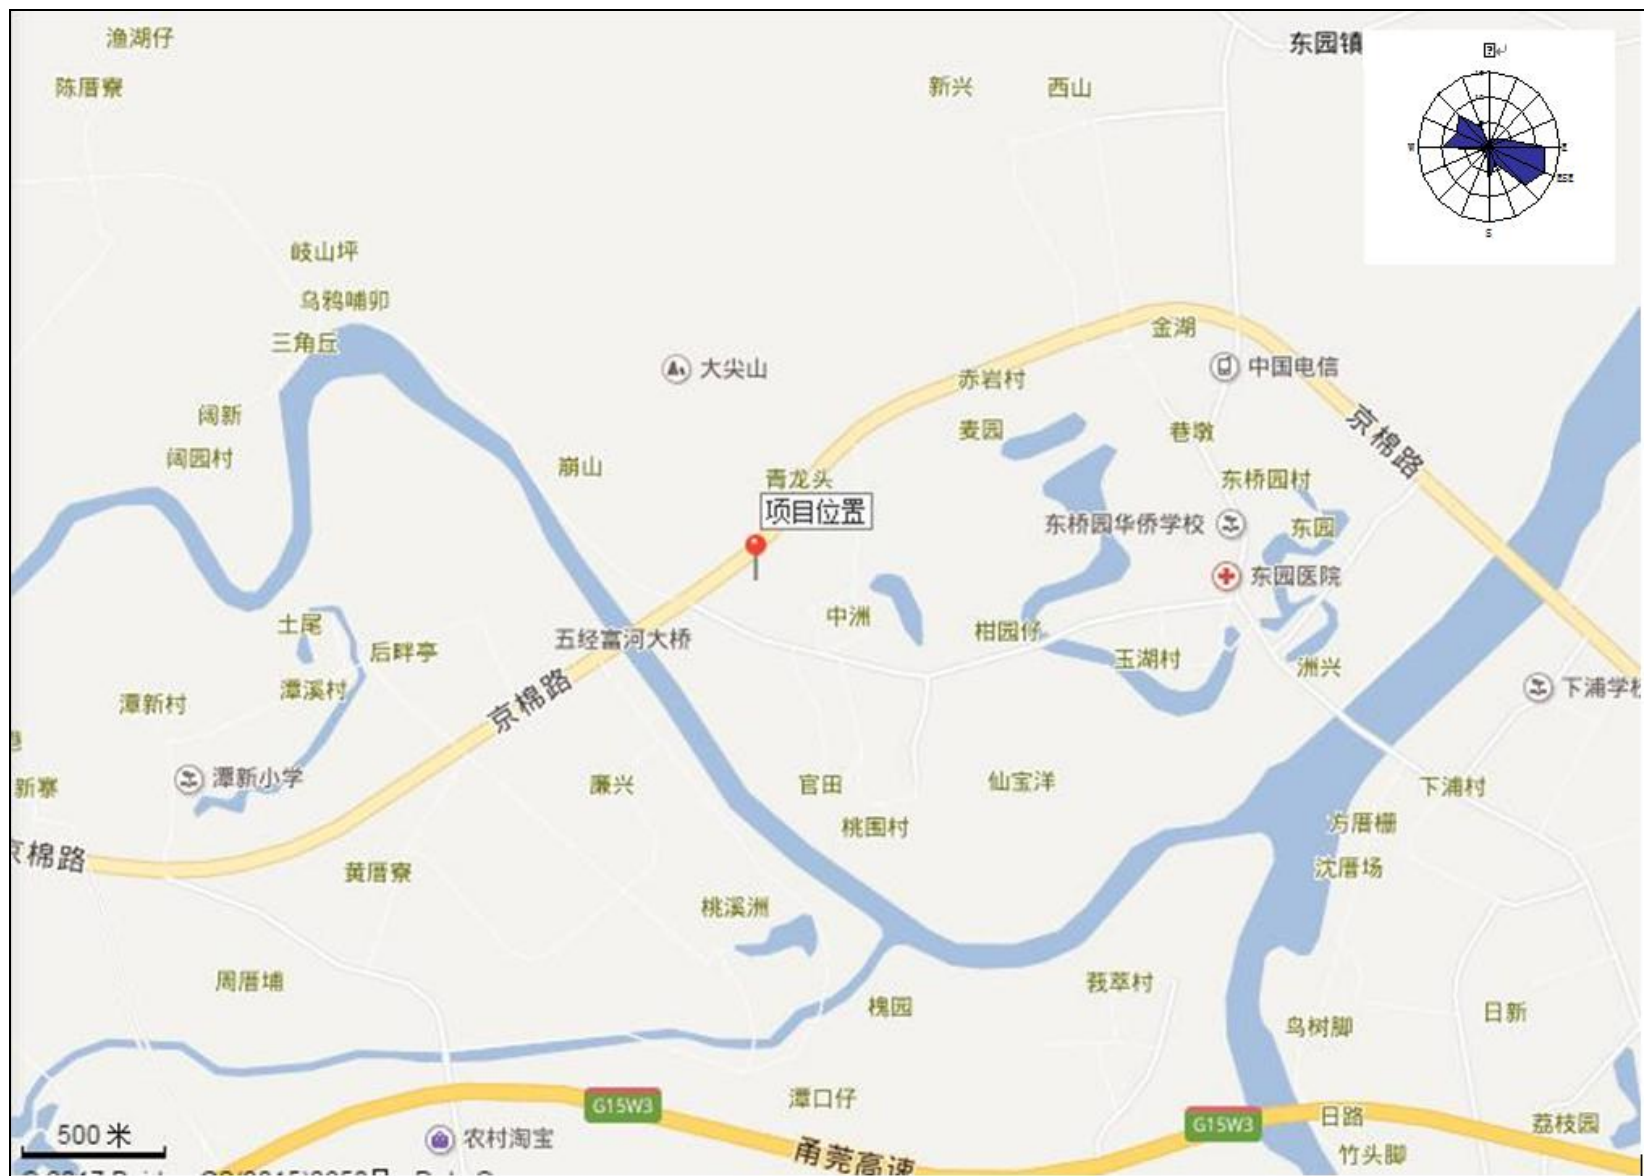 渔湖仔
东园镇
陈厝寮
新兴
西山
W
E
ESE
S
岐山坪
乌鸦哺卵
三角丘
金湖
大尖山
中国电信
赤岩村
阔新
麦园
巷墩
京棉路
阔园村
崩山
青龙头
东桥园村
项目位置
东桥园华侨学校
东园
东园医院
土尾
中洲
柑园仔
五经富河大桥
后畔亭
玉湖村
洲兴
潭溪村
潭新村
京棉路
下浦学校
港
潭新小学
新寨
廉兴
官田
仙宝洋
下浦村
桃围村
方厝栅
京棉路
黄厝寮
沈厝场
桃溪洲
周厝埔
莪萃村
槐园
日新
鸟树脚
潭口仔
G15W3
G15W3
日路
荔枝园
500 米
农村淘宝
甬莞高速
竹头脚